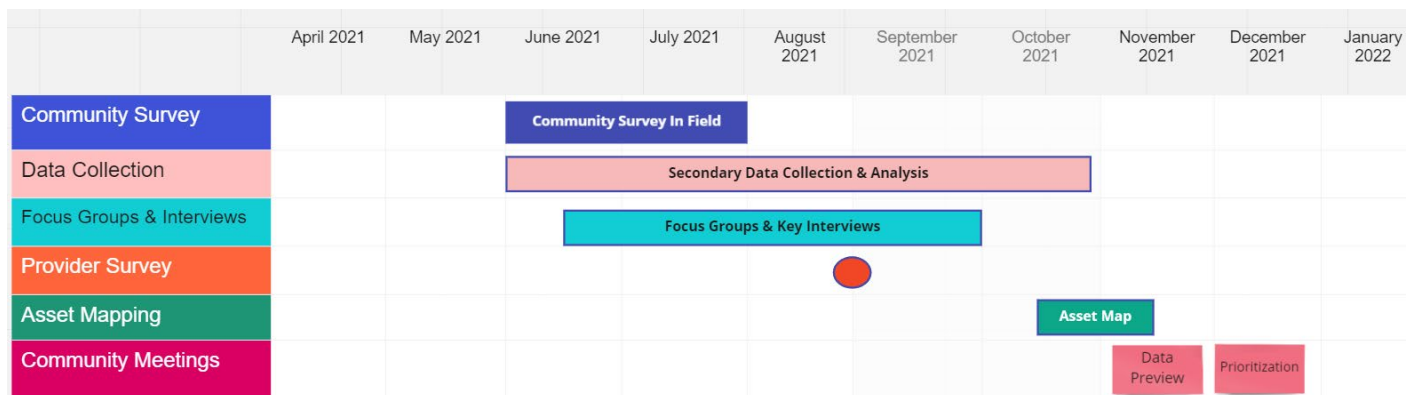 April 2021
May 2021
June 2021
July 2021
August
2021
September
2021
October
2021
November
2021
December
2021
January
2022
Community Survey
Community Survey In Field
Data Collection
Secondary Data Collection & Analysis
Focus Groups & Interviews
Focus Groups & Key Interviews
Provider Survey
Asset Mapping
Asset Map
Community Meetings
Data
Preview
Prioritization